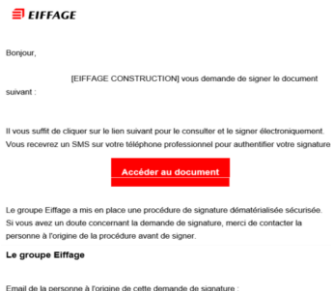 EIFFAGE
Bonjour,
[EIFFAGE CONSTRUCTION] vous demande de signer le document
suivant :
Il vous suffit de cliquer sur le lien suivant pour le consulter et le signer électroniquement.
Vous recevrez un SMS sur votre téléphone professionnel pour authentifier votre signature
Accéder au document
Le groupe Eiffage a mis en place une procédure de signature dématérialisée sécurisée.
Si vous avez un doute concernant la demande de signature, merci de contacter la
personne à l'origine de la procédure avant de signer.
Le groupe Eiffage
Email de la personne à l'origine de cette demande de signature :